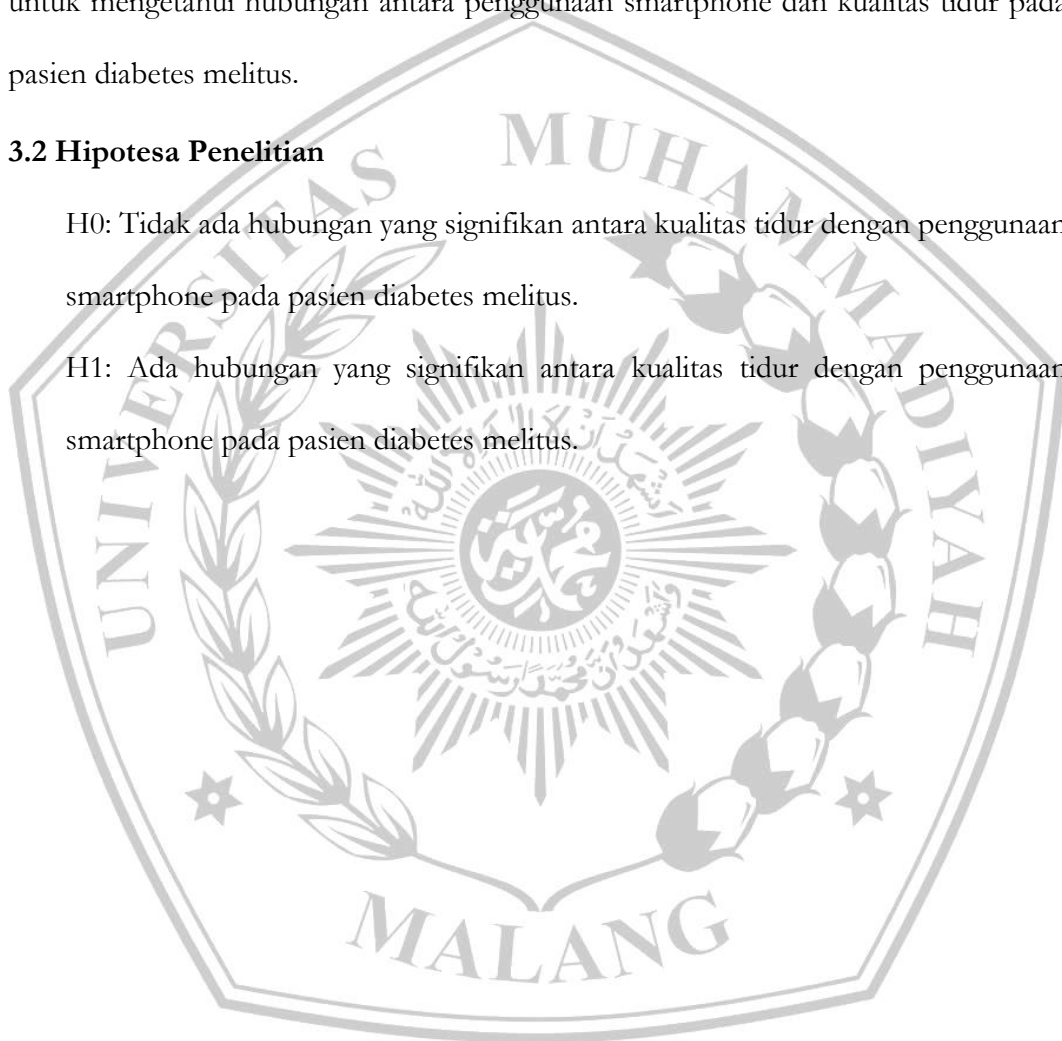 untuk mengetahui hubungan antara penggunaan smartphone dan kualitas tidur pada
pasien diabetes melitus.
3.2 Hipotesa Penelitian
H0: Tidak ada hubungan yang signifikan antara kualitas tidur dengan penggunaan
smartphone pada pasien diabetes melitus.
H1: Ada hubungan yang signifikan antara kualitas tidur dengan penggunaan
smartphone pada pasien diabetes melitus.
UNIVERSITAS MUHAMMADIYAH
MALANG